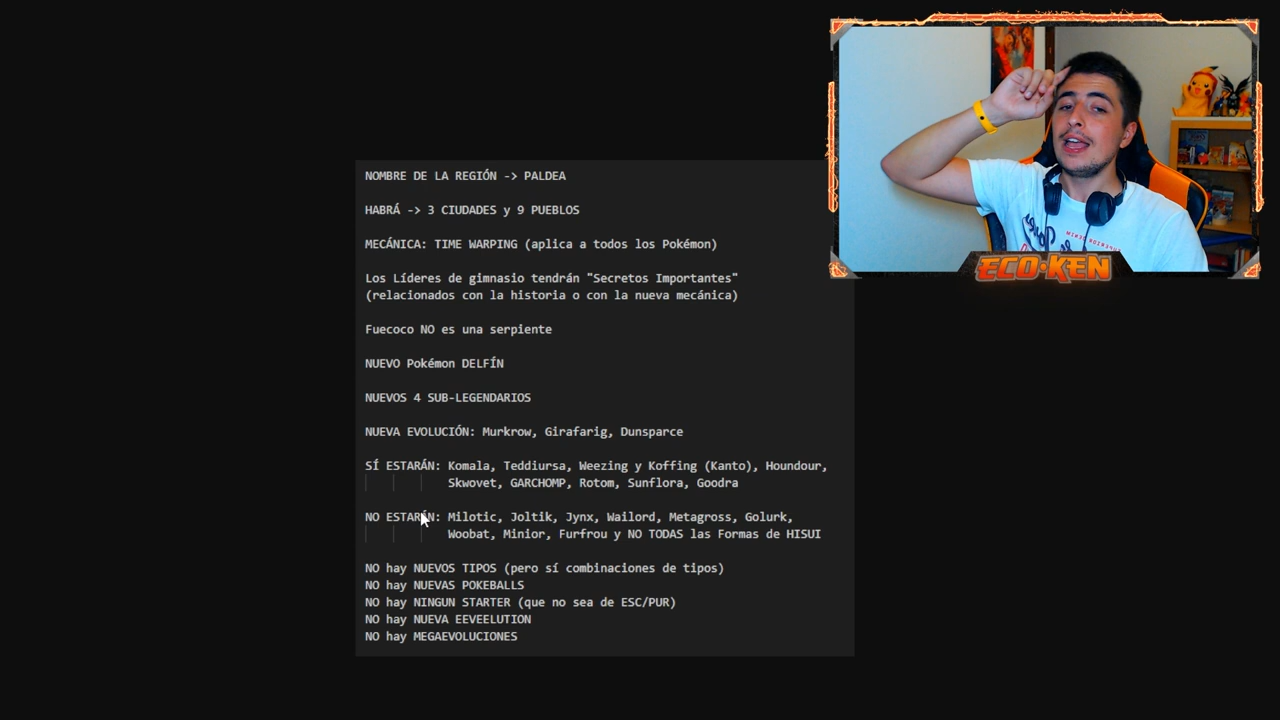 NOMBRE DE LA REGIÓN -> PALDEA
HABRÁ -> 3 CIUDADES y 9 PUEBLOS
MECÁNICA: TIME WARPING (aplica a todos los Pokémon)
Los Líderes de gimnasio tendrán "Secretos Importantes"
(relacionados con la historia o con la nueva mecánica)
Fuecoco NO es una serpiente
NUEVO Pokémon DELFÍN
NUEVOS 4 SUB-LEGENDARIOS
NUEVA EVOLUCIÓN: Murkrow, Girafarig, Dunsparce
SÍ ESTARÁN: Komala, Teddiursa, Weezing y Koffing (Kanto), Houndour,
Skwovet, GARCHOMP, Rotom, Sunflora, Goodra
NO ESTARÁN: Milotic, Joltik, Jynx, Wailord, Metagross, Golurk,
Woobat, Minior, Furfrou y NO TODAS las Formas de HISUI
NO hay NUEVOS TIPOS (pero sí combinaciones de tipos)
NO hay NUEVAS POKEBALLS
NO hay NINGUN STARTER (que no sea de ESC/PUR)
NO hay NUEVA EEVEELUTION
NO hay MEGAEVOLUCIONES
ECO·KEN